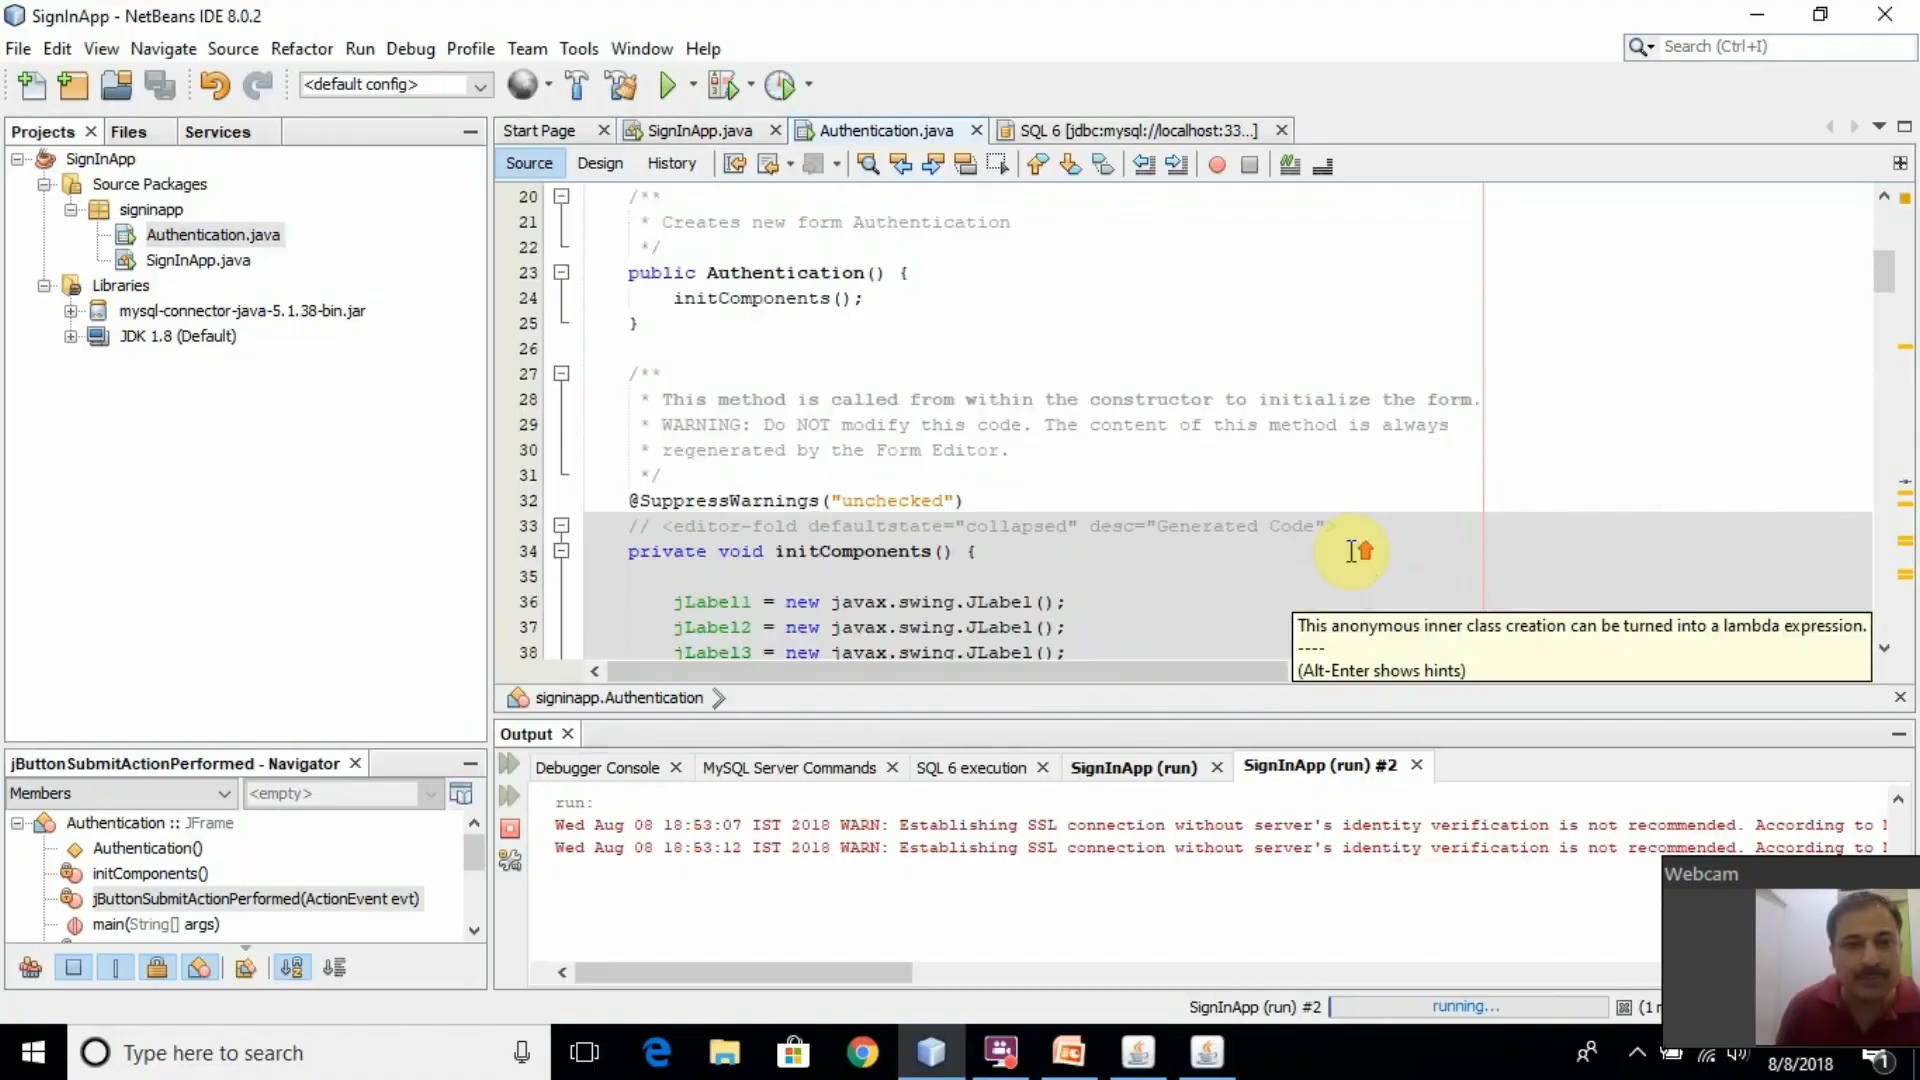 SignInApp - NetBeans IDE 8.0.2
File Edit View Navigate Source Refactor Run Debug Profile Team Tools Window Help
Search (Ctrl+I)
<default config>
Projects Files Services
SignInApp
Source Packages
signinapp
Authentication.java
SignInApp.java
Libraries
mysql-connector-java-5.1.38-bin.jar
JDK 1.8 (Default)
Start Page SignInApp.java Authentication.java SQL 6 [jdbc:mysql://localhost:33...]
Source Design History
20 /**
21 * Creates new form Authentication
22 */
23 public Authentication() {
24 initComponents();
25 }
26
27 /**
28 * This method is called from within the constructor to initialize the form.
29 * WARNING: Do NOT modify this code. The content of this method is always
30 * regenerated by the Form Editor.
31 */
32 @SuppressWarnings("unchecked")
33 // <editor-fold defaultstate="collapsed" desc="Generated Code">
34 private void initComponents() {
35
36 jLabel1 = new javax.swing.JLabel();
37 jLabel2 = new javax.swing.JLabel();
38 jLabel3 = new javax.swing.JLabel();
This anonymous inner class creation can be turned into a lambda expression.
----
(Alt-Enter shows hints)
signinapp.Authentication
Output
Debugger Console MySQL Server Commands SQL 6 execution SignInApp (run) SignInApp (run) #2
run:
Wed Aug 08 18:53:07 IST 2018 WARN: Establishing SSL connection without server's identity verification is not recommended. According to
Wed Aug 08 18:53:12 IST 2018 WARN: Establishing SSL connection without server's identity verification is not recommended. According to
jButtonSubmitActionPerformed - Navigator
Members <empty>
Authentication :: JFrame
Authentication()
initComponents()
jButtonSubmitActionPerformed(ActionEvent evt)
main(String[] args)
Webcam
SignInApp (run) #2 running...
Type here to search
8/8/2018
1